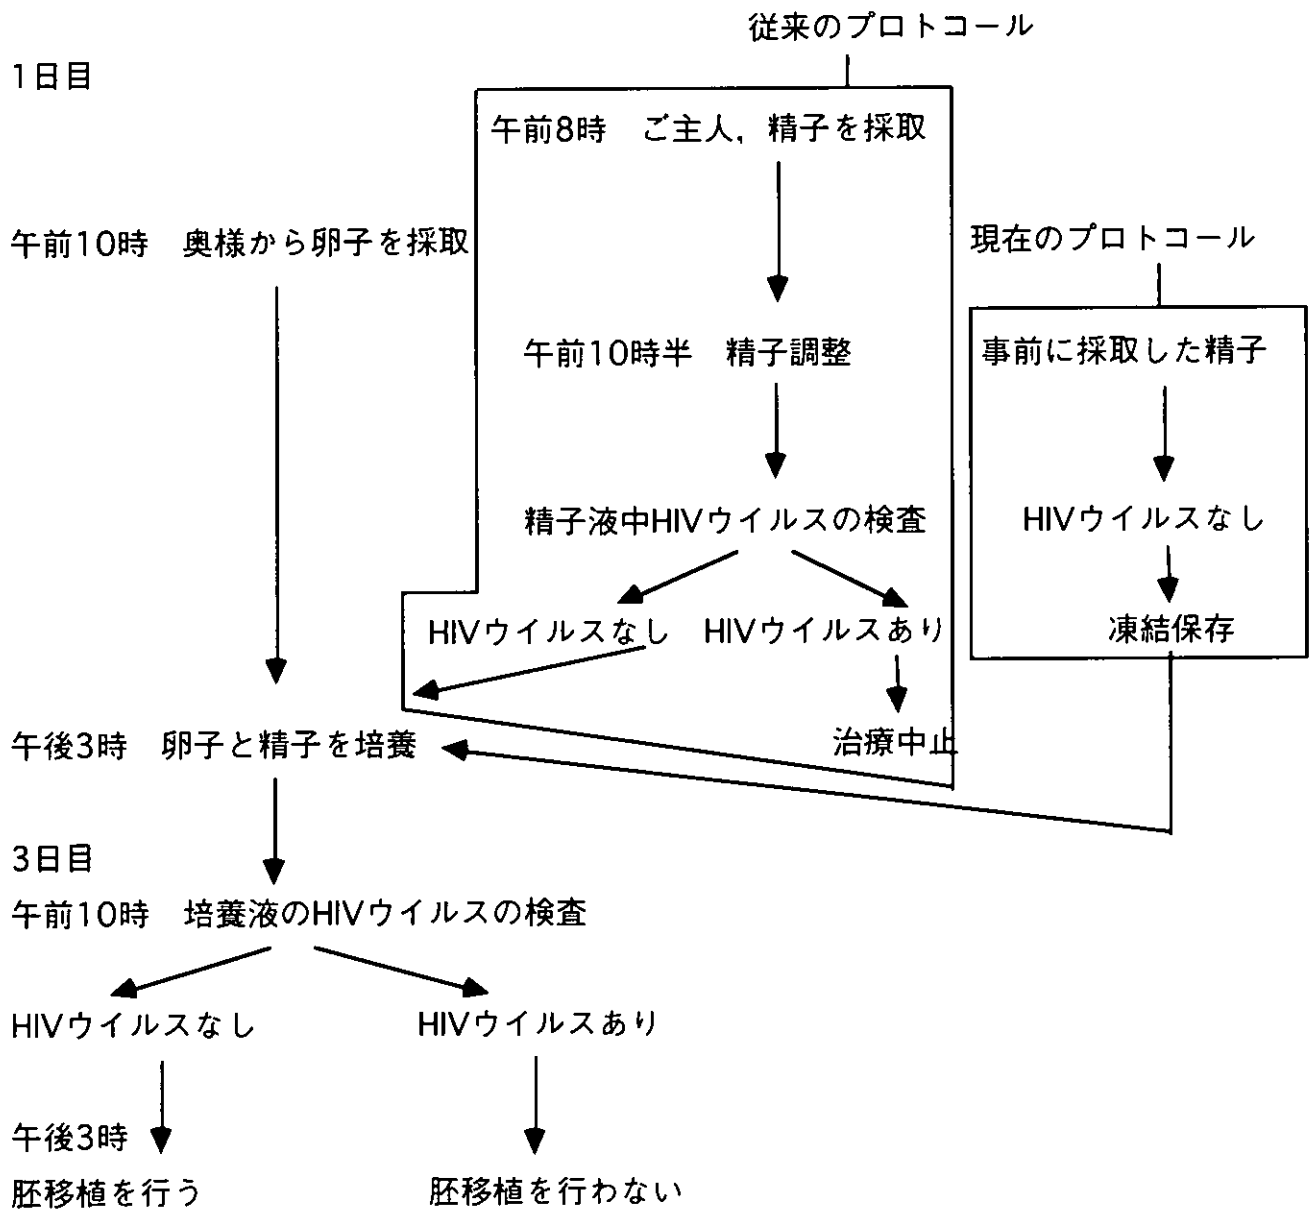 従来のプロトコール
1日目
午前8時　ご主人，精子を採取
午前10時　奥様から卵子を採取
現在のプロトコール
午前10時半　精子調整
事前に採取した精子
精子液中HIVウイルスの検査
HIVウイルスなし
HIVウイルスなし
HIVウイルスあり
凍結保存
午後3時　卵子と精子を培養
治療中止
3日目
午前10時　培養液のHIVウイルスの検査
HIVウイルスなし
HIVウイルスあり
午後3時
胚移植を行う
胚移植を行わない